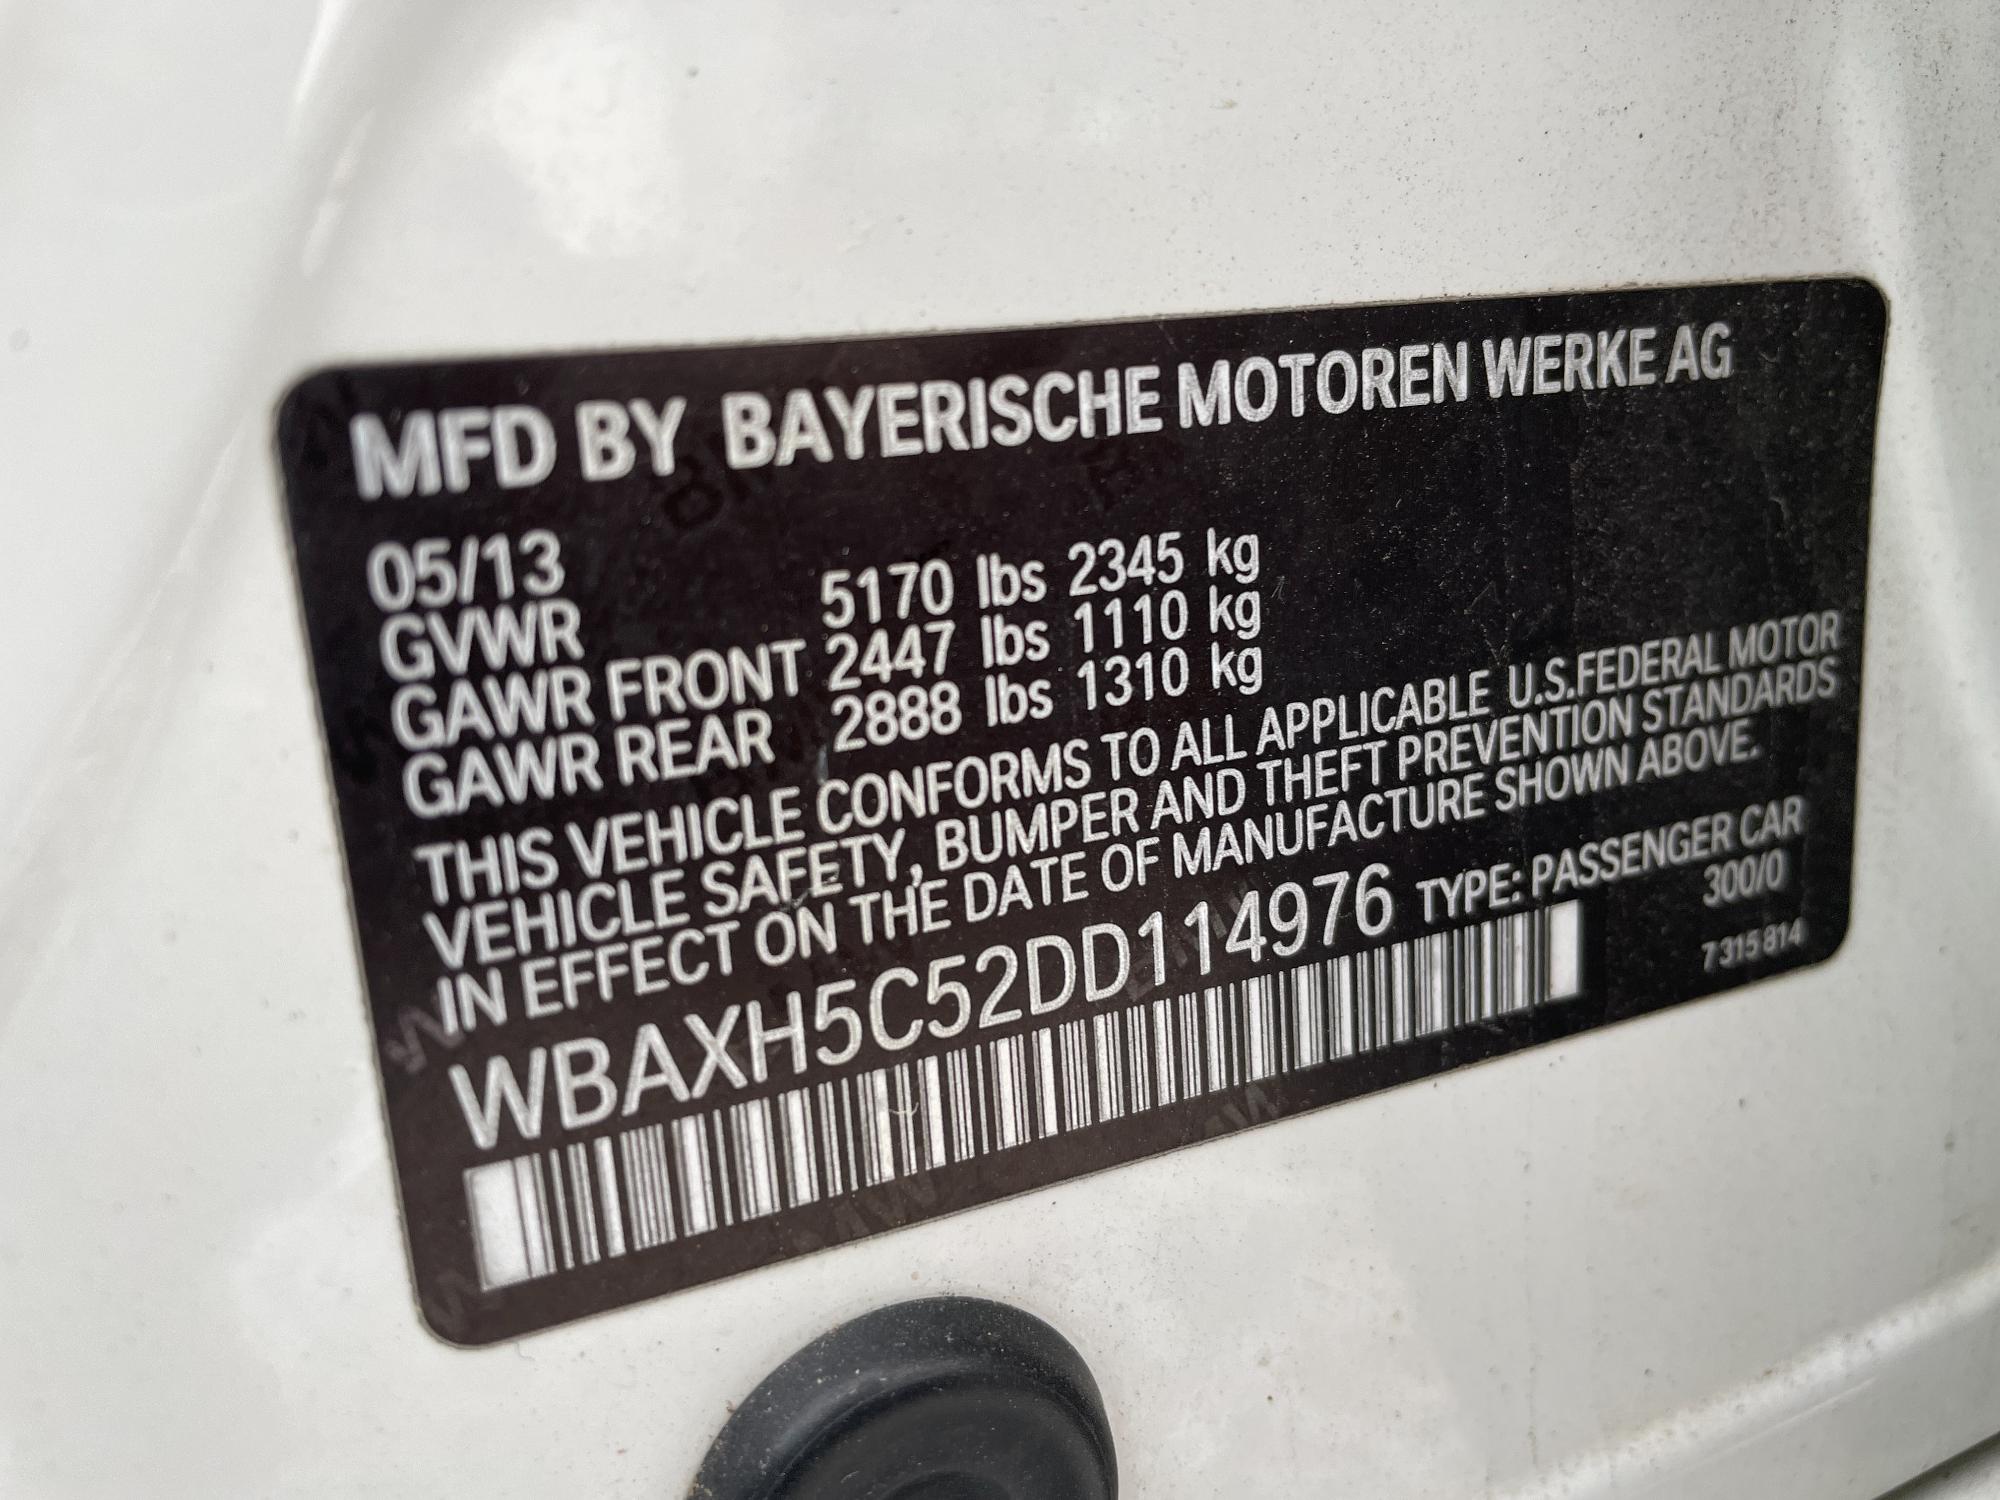 MFD BY BAYERISCHE MOTOREN WERKE AG
05/13
GVWR 5170 lbs 2345 kg
GAWR FRONT 2447 lbs 1110 kg
GAWR REAR 2888 lbs 1310 kg
THIS VEHICLE CONFORMS TO ALL APPLICABLE U.S.FEDERAL MOTOR
VEHICLE SAFETY, BUMPER AND THEFT PREVENTION STANDARDS
IN EFFECT ON THE DATE OF MANUFACTURE SHOWN ABOVE.
WBAXH5C52DD114976 TYPE: PASSENGER CAR
300/0
7 315 814